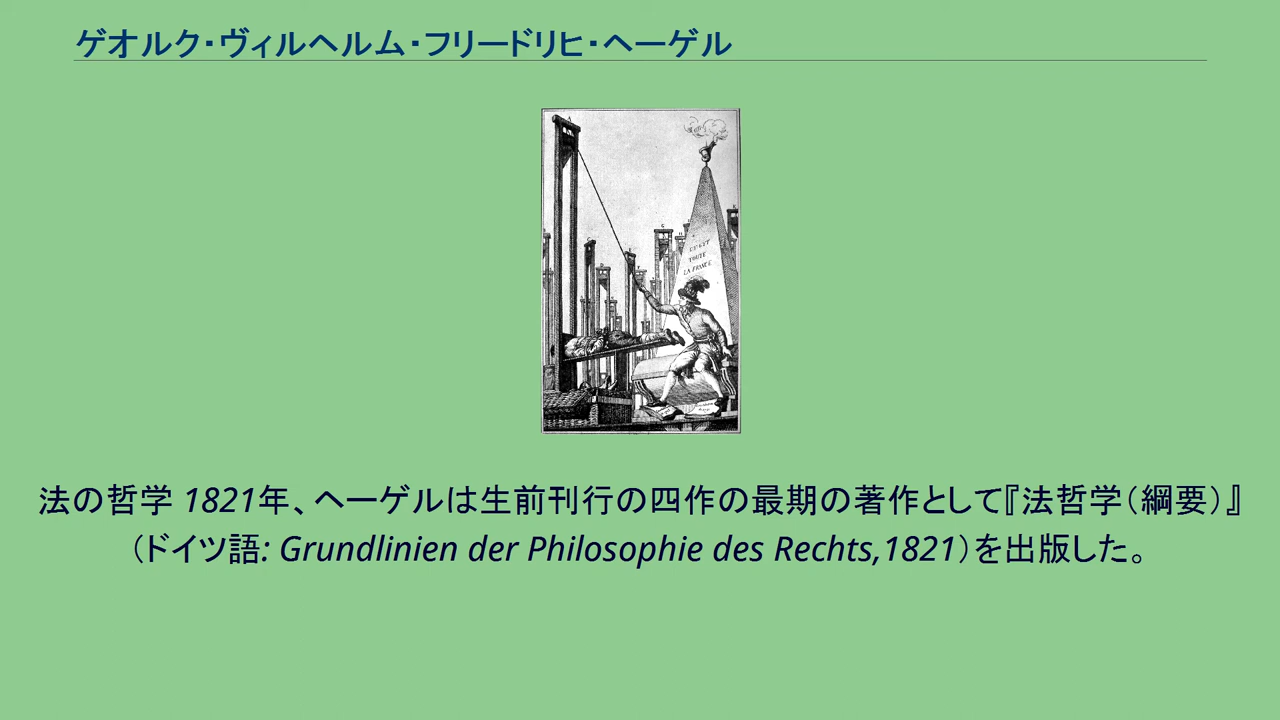 ゲオルク・ヴィルヘルム・フリードリヒ・ヘーゲル
TOUTE
LA FRANCE
法の哲学 1821年、ヘーゲルは生前刊行の四作の最期の著作として『法哲学（綱要）』
（ドイツ語: Grundlinien der Philosophie des Rechts,1821）を出版した。